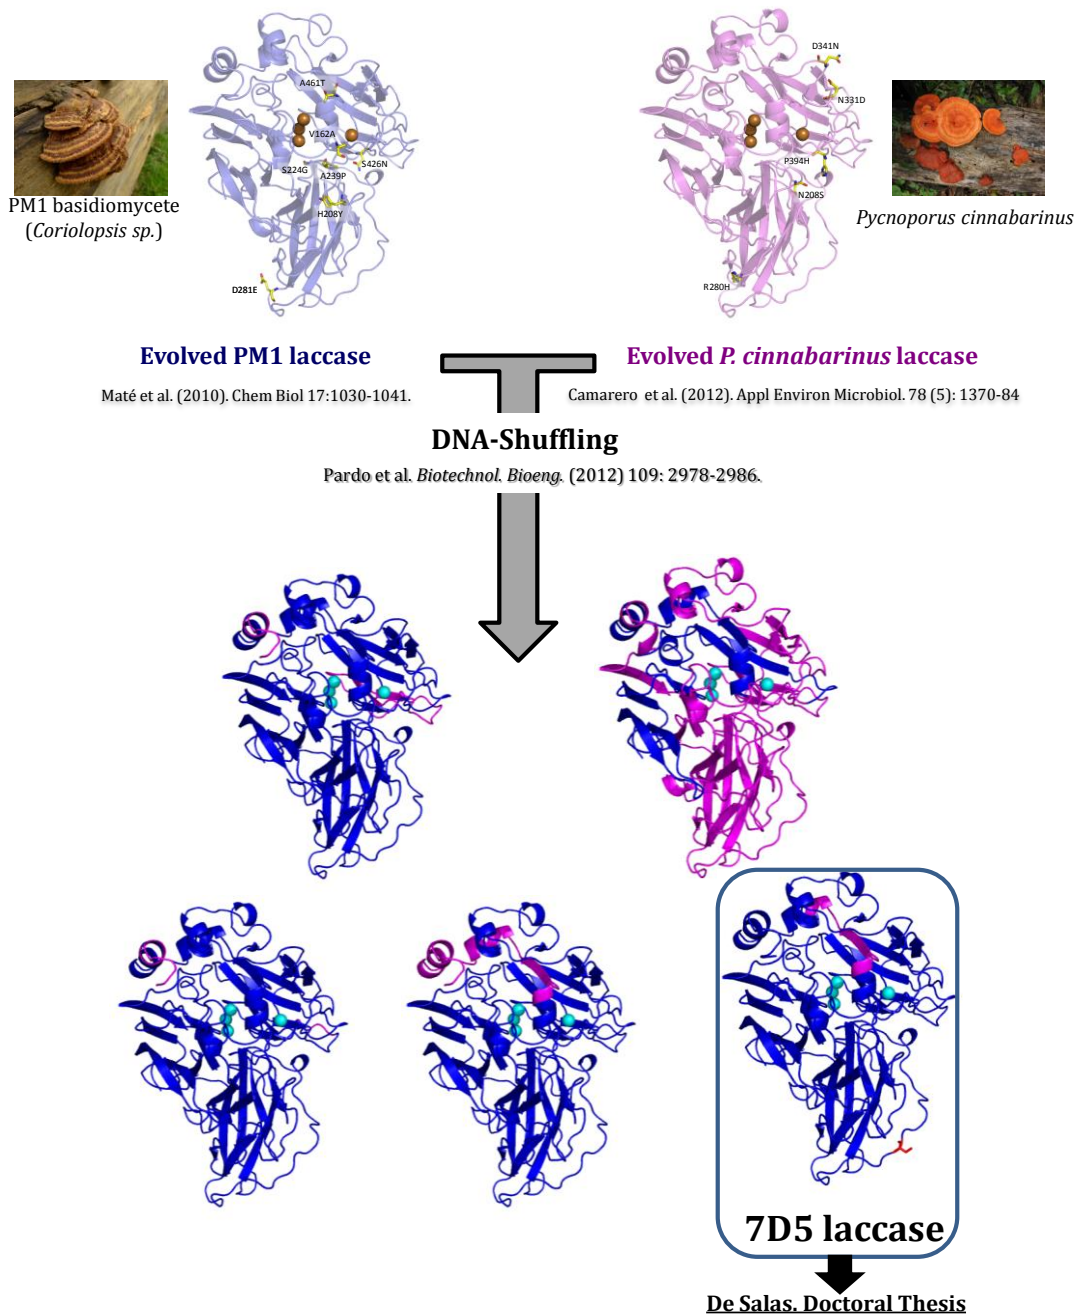 A461T
V162A
S426N
S224G
A239P
H208Y
D281E
D341N
N331D
P394H
N208S
R280H
PM1 basidiomycete
(Coriolopsis sp.)
Pycnoporus cinnabarinus
Evolved PM1 laccase
Evolved P. cinnabarinus laccase
Maté et al. (2010). Chem Biol 17:1030-1041.
Camarero et al. (2012). Appl Environ Microbiol. 78 (5): 1370-84
DNA-Shuffling
Pardo et al. Biotechnol. Bioeng. (2012) 109: 2978-2986.
7D5 laccase
De Salas. Doctoral Thesis